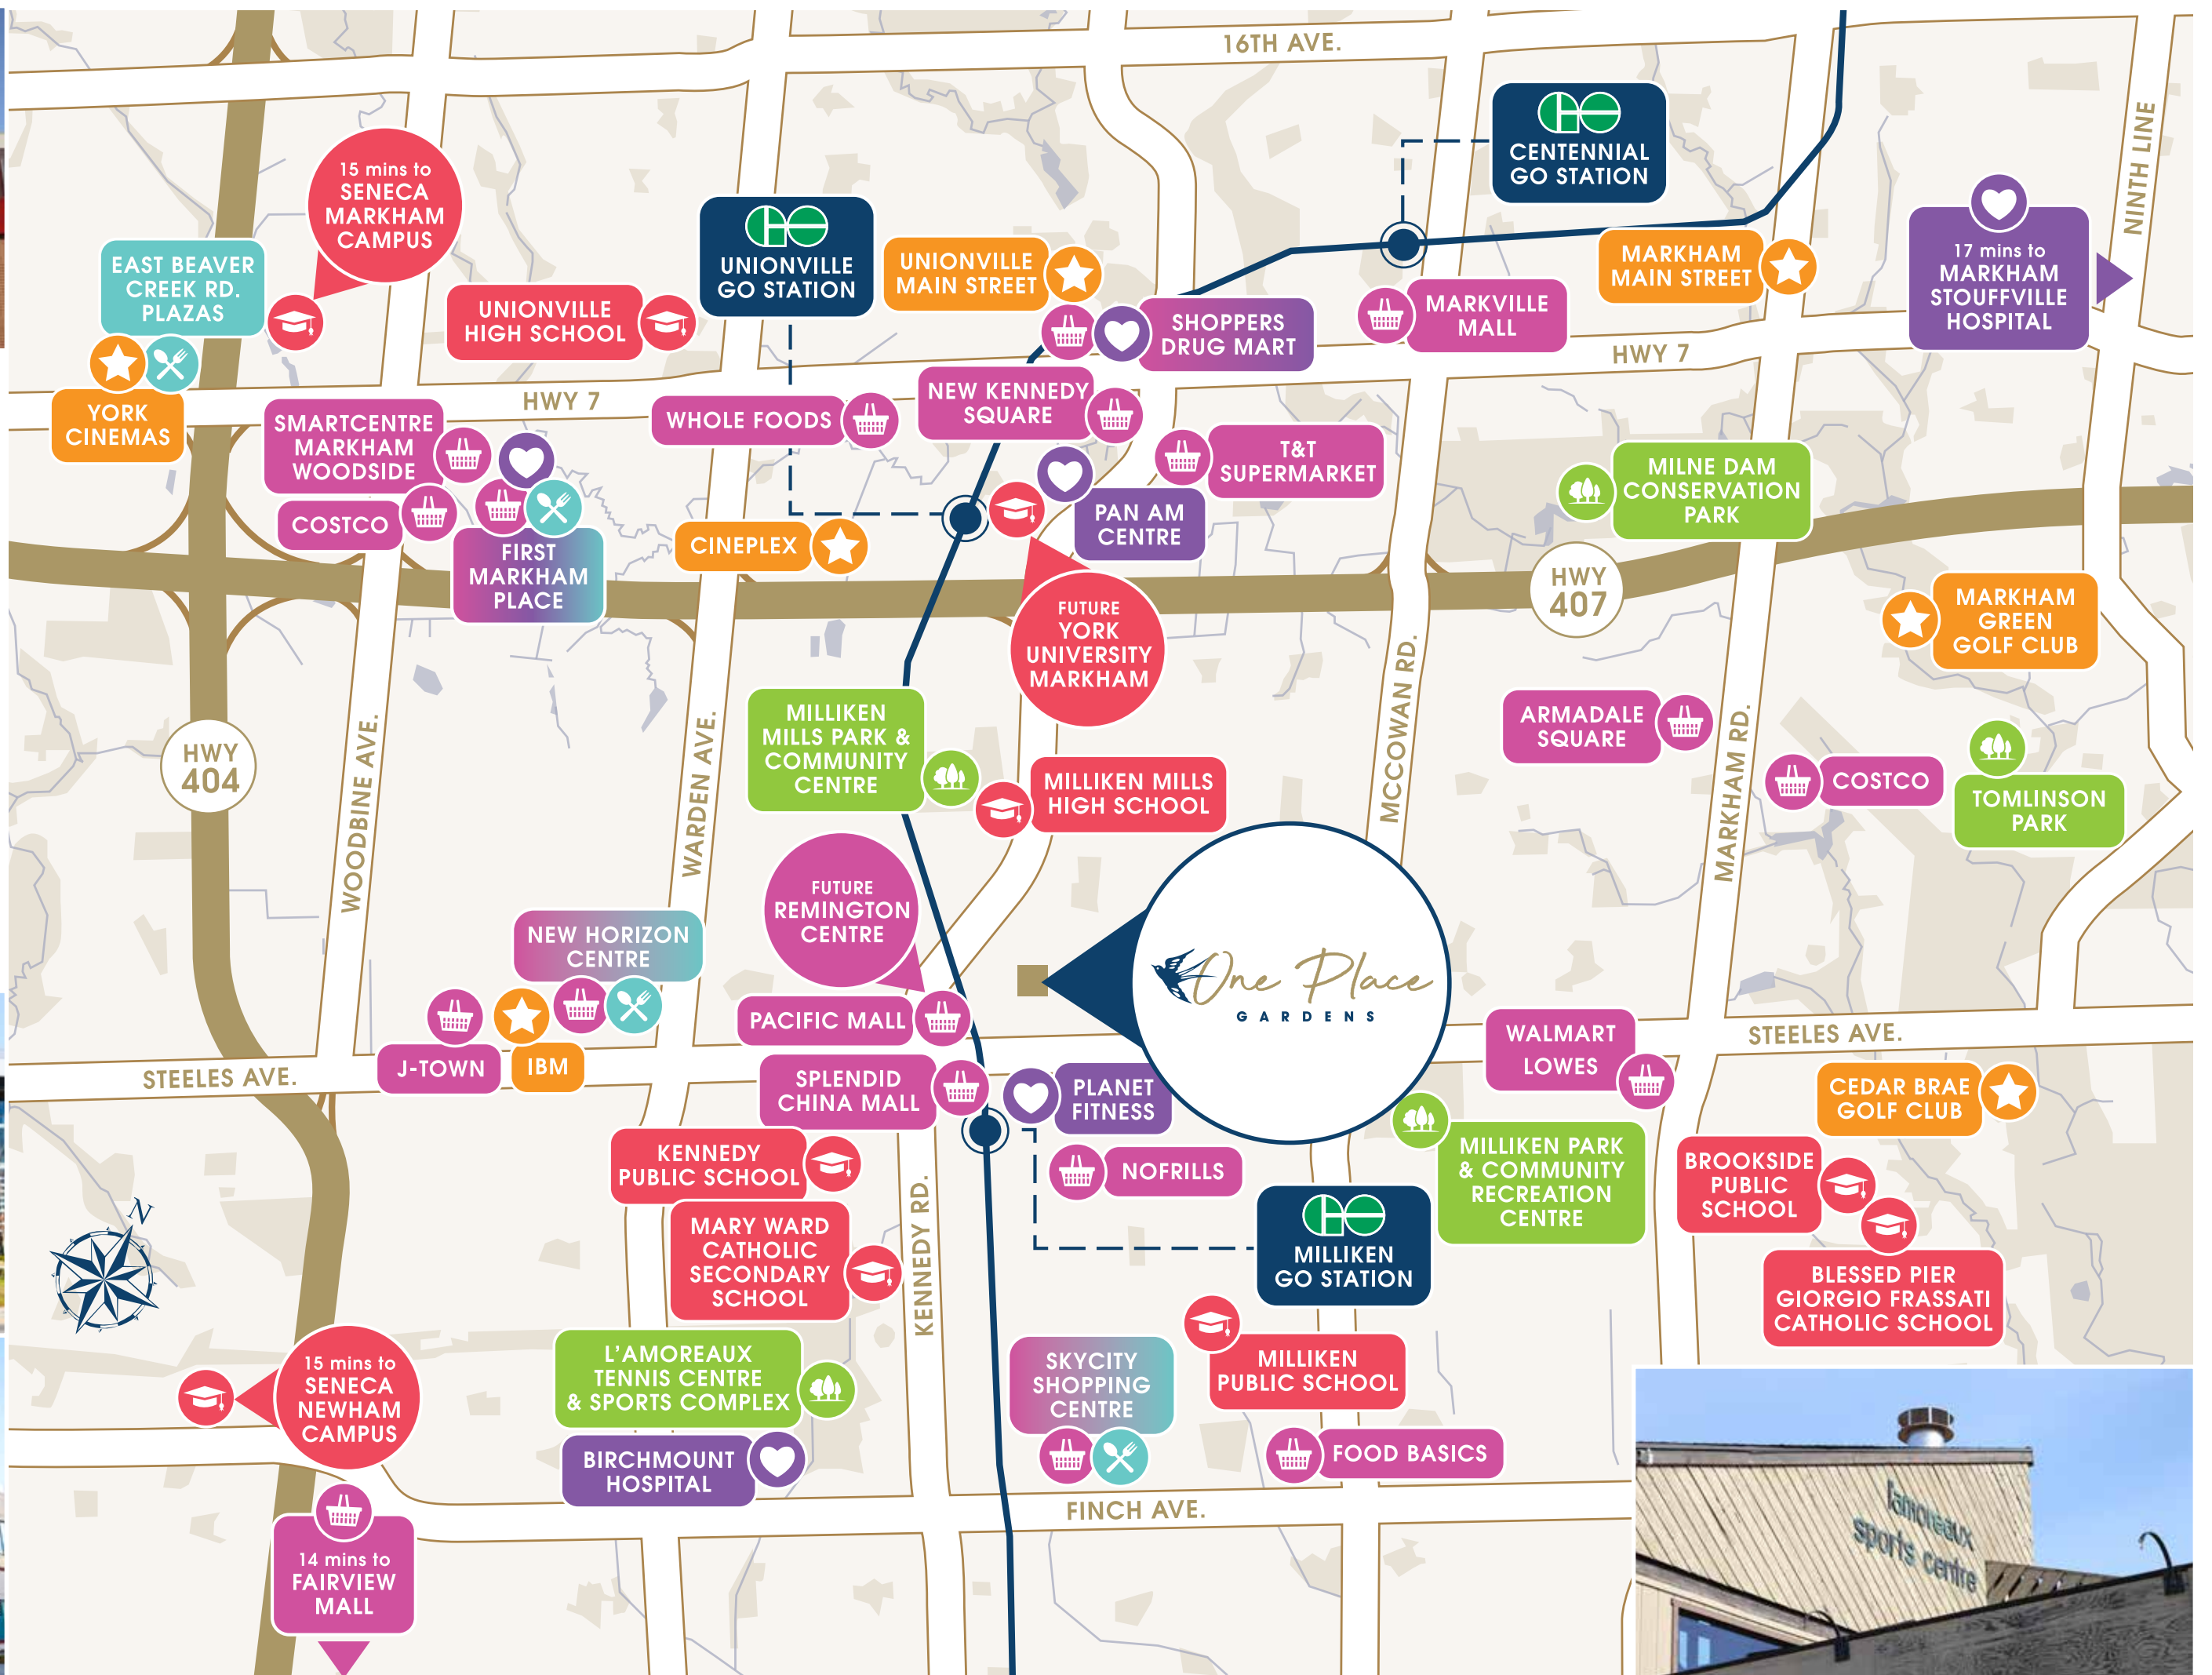 16TH AVE.
CENTENNIAL
GO STATION
NINTH LINE
15 mins to
SENECA
MARKHAM
CAMPUS
UNIONVILLE
GO STATION
UNIONVILLE
MAIN STREET
MARKHAM
MAIN STREET
17 mins to
MARKHAM
STOUFFVILLE
HOSPITAL
EAST BEAVER
CREEK RD.
PLAZAS
UNIONVILLE
HIGH SCHOOL
SHOPPERS
DRUG MART
MARKVILLE
MALL
HWY 7
YORK
CINEMAS
HWY 7
SMARTCENTRE
MARKHAM
WOODSIDE
WHOLE FOODS
NEW KENNEDY
SQUARE
T&T
SUPERMARKET
MILNE DAM
CONSERVATION
PARK
COSTCO
PAN AM
CENTRE
CINEPLEX
FIRST
MARKHAM
PLACE
HWY
407
FUTURE
YORK
UNIVERSITY
MARKHAM
MARKHAM
GREEN
GOLF CLUB
MCCOWAN RD.
MILLIKEN
MILLS PARK &
COMMUNITY
CENTRE
ARMADALE
SQUARE
HWY
404
WOODBINE AVE.
WARDEN AVE.
MILLIKEN MILLS
HIGH SCHOOL
MARKHAM RD.
COSTCO
TOMLINSON
PARK
FUTURE
REMINGTON
CENTRE
NEW HORIZON
CENTRE
One Place
GARDENS
PACIFIC MALL
WALMART
LOWES
STEELES AVE.
STEELES AVE.
J-TOWN
IBM
SPLENDID
CHINA MALL
PLANET
FITNESS
CEDAR BRAE
GOLF CLUB
KENNEDY
PUBLIC SCHOOL
NOFRILLS
MILLIKEN PARK
& COMMUNITY
RECREATION
CENTRE
BROOKSIDE
PUBLIC
SCHOOL
N
MARY WARD
CATHOLIC
SECONDARY
SCHOOL
KENNEDY RD.
MILLIKEN
GO STATION
BLESSED PIER
GIORGIO FRASSATI
CATHOLIC SCHOOL
15 mins to
SENECA
NEWHAM
CAMPUS
L'AMOREAUX
TENNIS CENTRE
& SPORTS COMPLEX
SKYCITY
SHOPPING
CENTRE
MILLIKEN
PUBLIC SCHOOL
BIRCHMOUNT
HOSPITAL
FOOD BASICS
FINCH AVE.
14 mins to
FAIRVIEW
MALL
l'amoreaux
sports centre